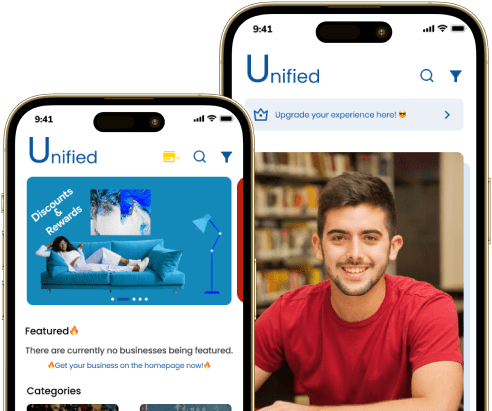 9:41
Unified
Upgrade your experience here! 😎
9:41
Unified
Discounts
&
Rewards
Featured🔥
There are currently no businesses being featured.
🔥Get your business on the homepage now!🔥
Categories